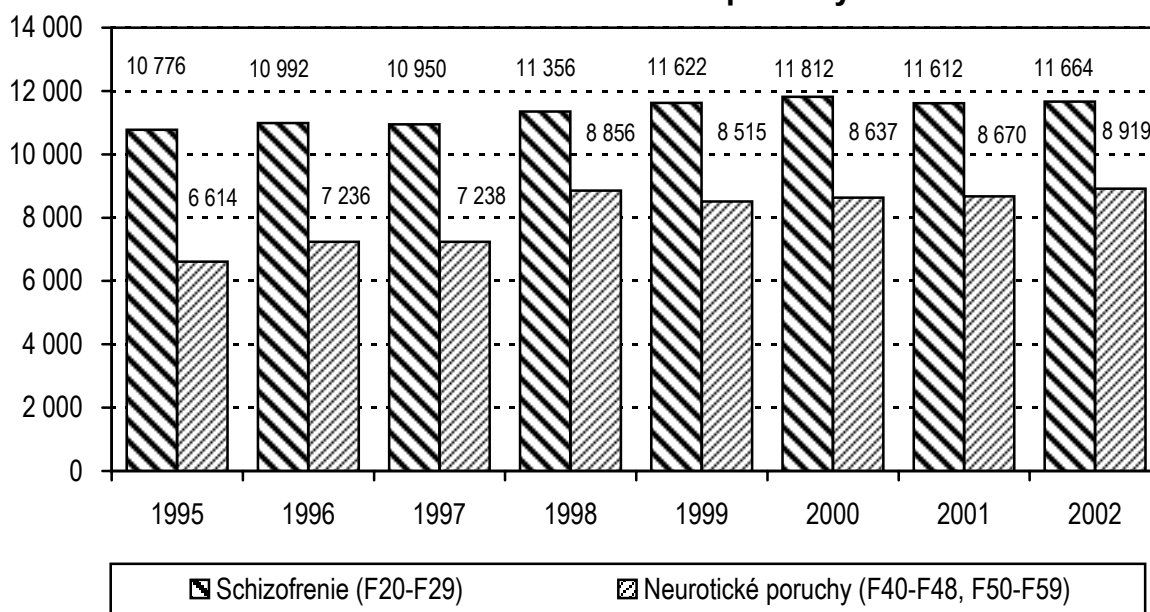 14 000
12 000
10 000
8 000
6 000
4 000
2 000
0
10 776 10 992 10 950 11 356 11 622 11 812 11 612 11 664
6 614 7 236 7 238 8 856 8 515 8 637 8 670 8 919
1995 1996 1997 1998 1999 2000 2001 2002
Schizofrenie (F20-F29) Neurotické poruchy (F40-F48, F50-F59)